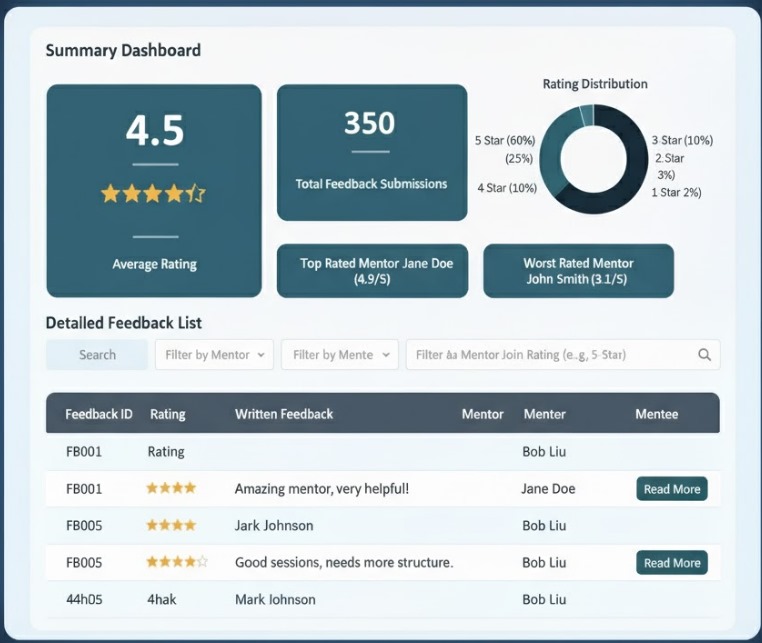 Summary Dashboard
4.5
Average Rating
350
Total Feedback Submissions
Rating Distribution
5 Star (60%)
(25%)
4 Star (10%)
3 Star (10%)
2.Star
3%)
1 Star 2%)
Top Rated Mentor Jane Doe
(4.9/5)
Worst Rated Mentor
John Smith (3.1/5)
Detailed Feedback List
Search
Filter by Mentor
Filter by Mente
Filter Mentor Join Rating (e.g, 5-Star)
Feedback ID Rating Written Feedback Mentor Menter Mentee
FB001 Rating Bob Liu
FB001 Amazing mentor, very helpful! Jane Doe Read More
FB005 Jark Johnson Bob Liu
FB005 Good sessions, needs more structure. Bob Liu Read More
44h05 4hak Mark Iohnson Bob Liu